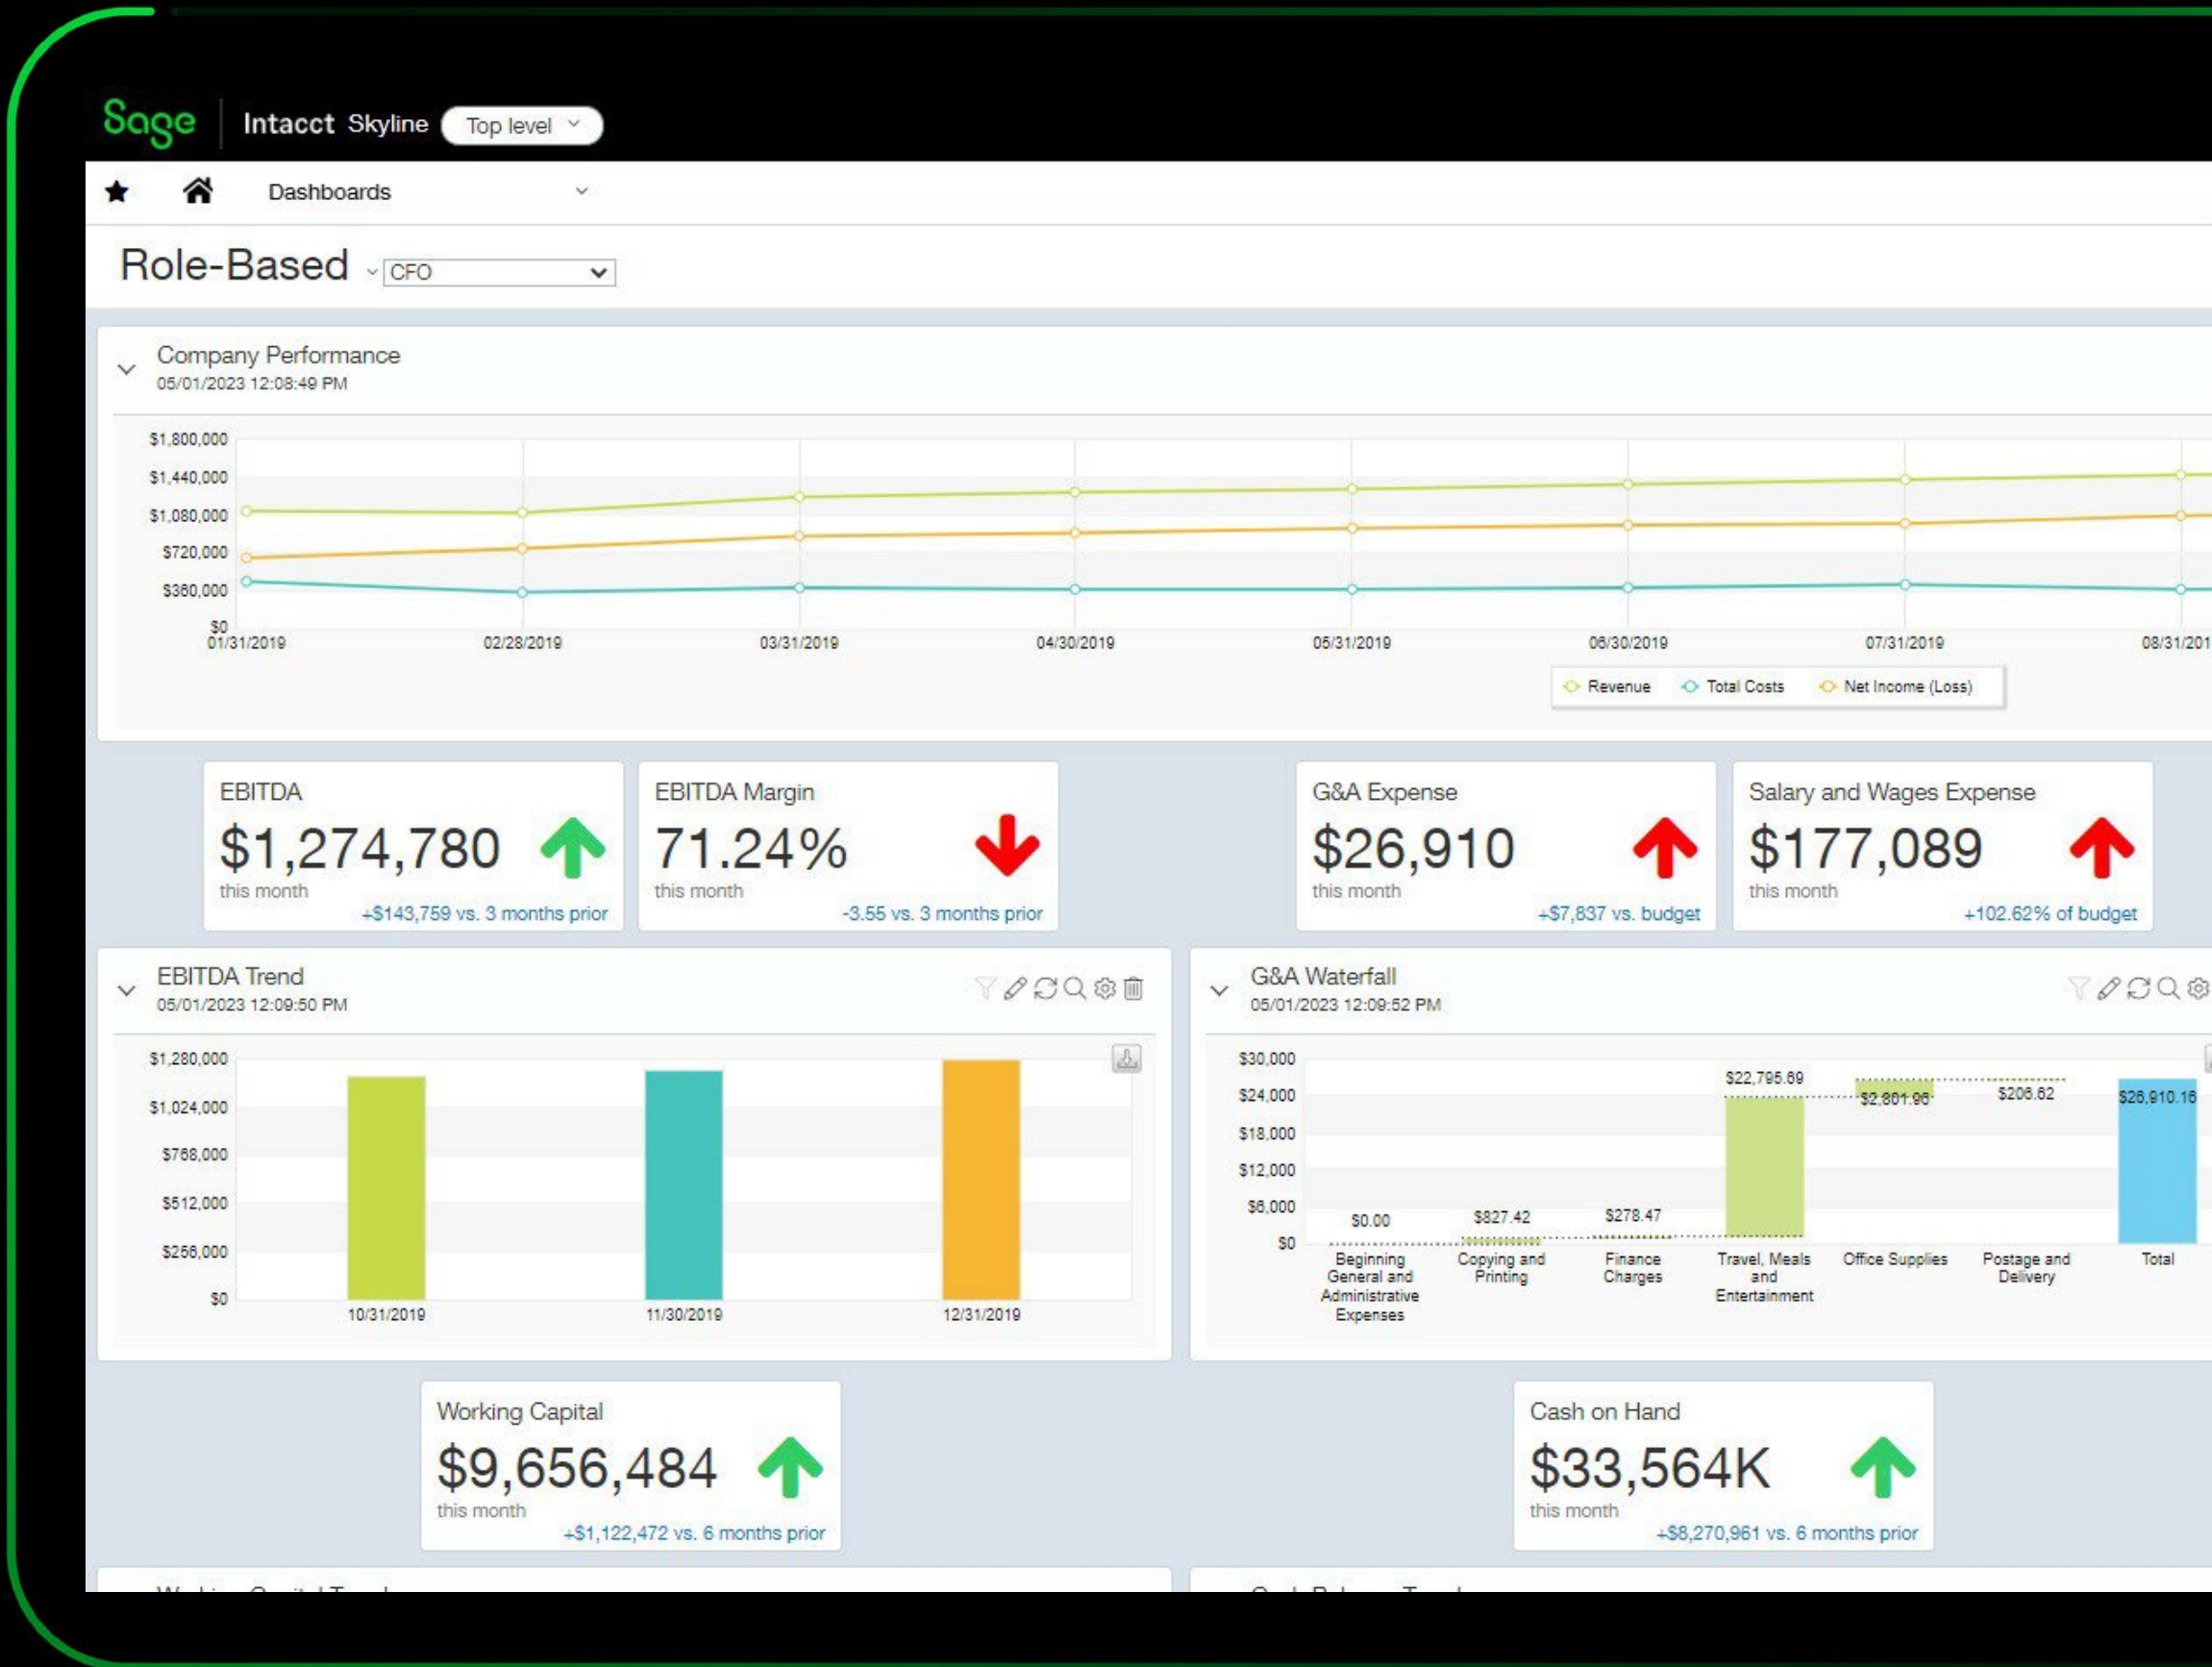 Sage Intacct Skyline Top level
Dashboards
Role-Based CFO
Company Performance
05/01/2023 12:08:49 PM
$1,800,000
$1,440,000
$1,080,000
$720,000
$360,000
$0
01/31/2019 02/28/2019 03/31/2019 04/30/2019 05/31/2019 06/30/2019 07/31/2019 08/31/201
Revenue Total Costs Net Income (Loss)
EBITDA
$1,274,780
this month
+$143,759 vs. 3 months prior
EBITDA Margin
71.24%
this month
-3.55 vs. 3 months prior
G&A Expense
$26,910
this month
+$7,837 vs. budget
Salary and Wages Expense
$177,089
this month
+102.62% of budget
EBITDA Trend
05/01/2023 12:09:50 PM
$1,280,000
$1,024,000
$768,000
$512,000
$256,000
$0
10/31/2019 11/30/2019 12/31/2019
G&A Waterfall
05/01/2023 12:09:52 PM
$30,000
$24,000
$18,000
$12,000
$6,000
$0
$0.00 $827.42 $278.47 $22,795.69 $2,801.96 $206.62 $26,910.16
Beginning
General and
Administrative
Expenses
Copying and
Printing
Finance
Charges
Travel, Meals
and
Entertainment
Office Supplies
Postage and
Delivery
Total
Working Capital
$9,656,484
this month
+$1,122,472 vs. 6 months prior
Cash on Hand
$33,564K
this month
+$8,270,961 vs. 6 months prior